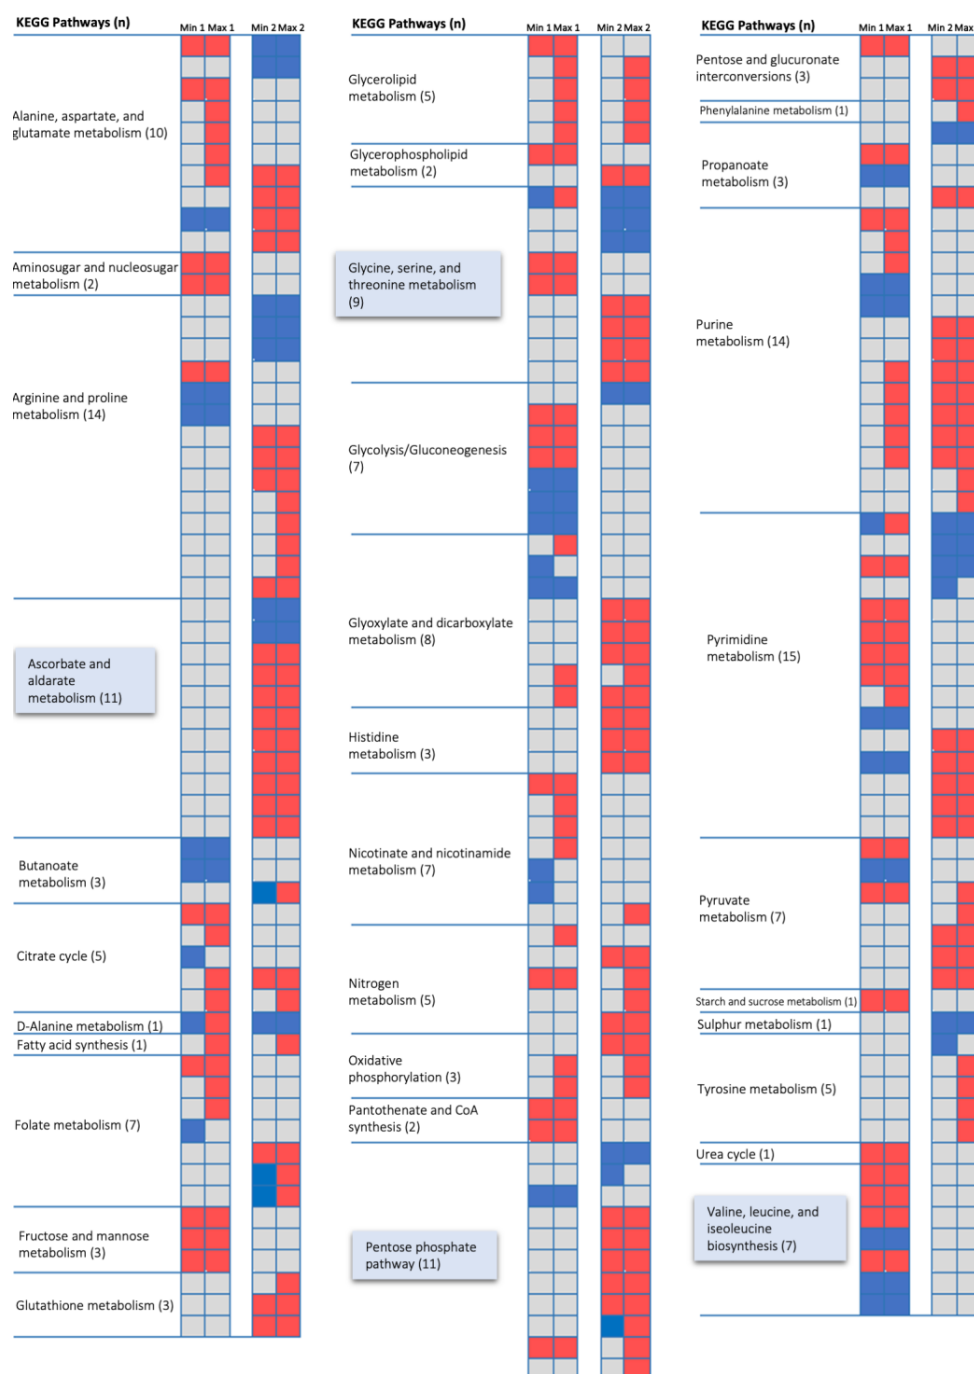 KEGG Pathways (n)
Min 1 Max 1
Min 2 Max 2
Alanine, aspartate, and
glutamate metabolism (10)
Aminosugar and nucleosugar
metabolism (2)
Arginine and proline
metabolism (14)
Ascorbate and
aldarate
metabolism (11)
Butanoate
metabolism (3)
Citrate cycle (5)
D-Alanine metabolism (1)
Fatty acid synthesis (1)
Folate metabolism (7)
Fructose and mannose
metabolism (3)
Glutathione metabolism (3)
KEGG Pathways (n)
Min 1 Max 1
Min 2 Max 2
Glycerolipid
metabolism (5)
Glycerophospholipid
metabolism (2)
Glycine, serine, and
threonine metabolism
(9)
Glycolysis/Gluconeogenesis
(7)
Glyoxylate and dicarboxylate
metabolism (8)
Histidine
metabolism (3)
Nicotinate and nicotinamide
metabolism (7)
Nitrogen
metabolism (5)
Oxidative
phosphorylation (3)
Pantothenate and CoA
synthesis (2)
Pentose phosphate
pathway (11)
KEGG Pathways (n)
Min 1 Max 1
Min 2 Max
Pentose and glucuronate
interconversions (3)
Phenylalanine metabolism (1)
Propanoate
metabolism (3)
Purine
metabolism (14)
Pyrimidine
metabolism (15)
Pyruvate
metabolism (7)
Starch and sucrose metabolism (1)
Sulphur metabolism (1)
Tyrosine metabolism (5)
Urea cycle (1)
Valine, leucine, and
iseoleucine
biosynthesis (7)